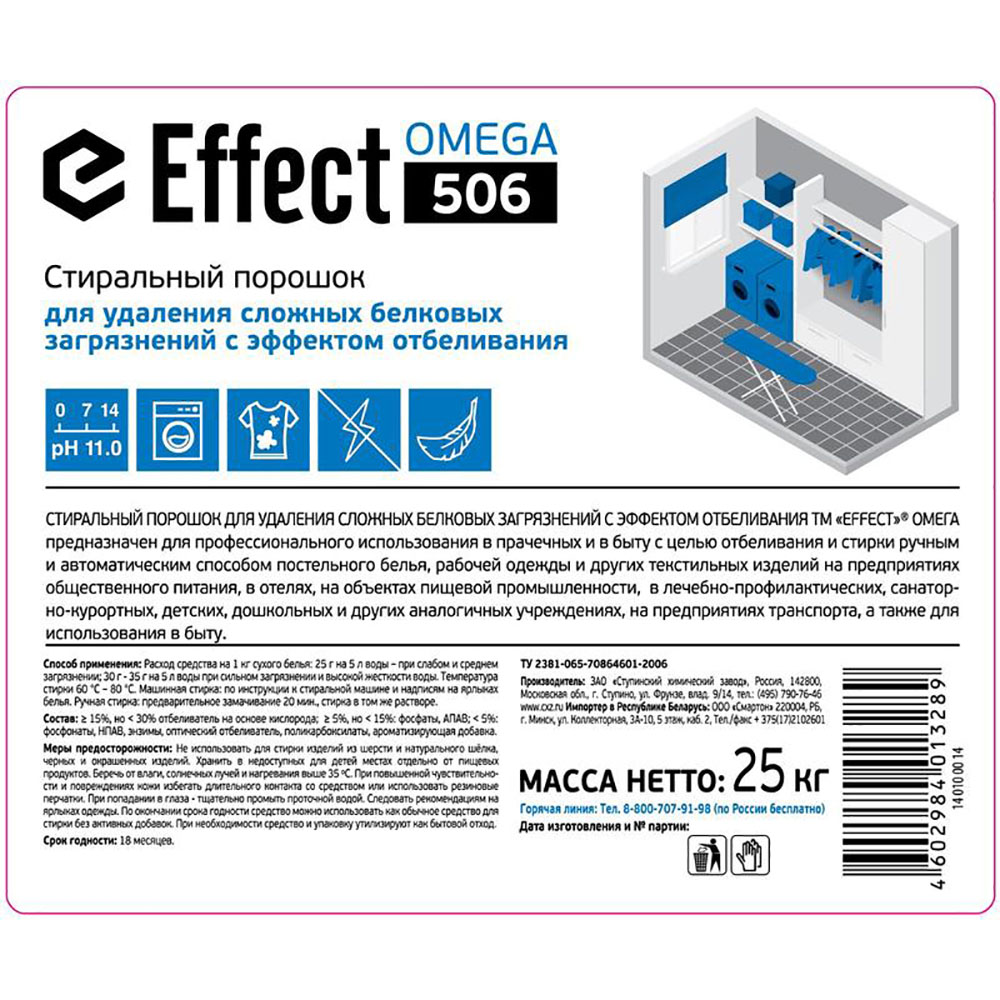 Effect
OMEGA
506
Стиральный порошок
для удаления сложных белковых
загрязнений с эффектом отбеливания
0 7 14
pH 11.0
СТИРАЛЬНЫЙ ПОРОШОК ДЛЯ УДАЛЕНИЯ СЛОЖНЫХ БЕЛКОВЫХ ЗАГРЯЗНЕНИЙ С ЭФФЕКТОМ ОТБЕЛИВАНИЯ ТМ «EFFECT»® ОМЕГА
предназначен для профессионального использования в прачечных и в быту с целью отбеливания и стирки ручным
и автоматическим способом постельного белья, рабочей одежды и других текстильных изделий на предприятиях
общественного питания, в отелях, на объектах пищевой промышленности, в лечебно-профилактических, санатор-
но-курортных, детских, дошкольных и других аналогичных учреждениях, на предприятиях транспорта, а также для
использования в быту.
Способ применения: Расход средства на 1 кг сухого белья: 25 г на 5 л воды – при слабом и среднем
загрязнении; 30 г - 35 г на 5 л воды при сильном загрязнении и высокой жесткости воды. Температура
стирки 60 °С – 80 °С. Машинная стирка: по инструкции к стиральной машине и надписям на ярлыках
белья. Ручная стирка: предварительное замачивание 20 мин., стирка в том же растворе.
Состав: ≥ 15%, но < 30% отбеливатель на основе кислорода; ≥ 5%, но < 15%: фосфаты, АПАВ; < 5%:
фосфонаты, НПАВ, энзимы, оптический отбеливатель, поликарбоксилаты, ароматизирующая добавка.
Меры предосторожности: Не использовать для стирки изделий из шерсти и натурального шёлка,
черных и окрашенных изделий. Хранить в недоступных для детей местах отдельно от пищевых
продуктов. Беречь от влаги, солнечных лучей и нагревания выше 35 ºС. При повышенной чувствительно-
сти и повреждениях кожи избегать длительного контакта со средством или использовать резиновые
перчатки. При попадании в глаза - тщательно промыть проточной водой. Следовать рекомендациям на
ярлыках одежды. По окончании срока годности средство можно использовать как обычное средство для
стирки без активных добавок. При необходимости средство и упаковку утилизируют как бытовой отход.
Срок годности: 18 месяцев.
ТУ 2381-065-70864601-2006
Производитель: ЗАО «Ступинский химический завод», Россия, 142800,
Московская обл., г. Ступино, ул. Фрунзе, влад. 9/14, тел.: (495) 790-76-46
www.cxz.ru Импортер в Республике Беларусь: ООО «Смартон» 220004, РБ,
г. Минск, ул. Коллекторная, 3А-10, 5 этаж, каб. 2, Тел./факс +375(17)2102601
МАССА НЕТТО: 25 КГ
Горячая линия: Тел. 8-800-707-91-98 (по России бесплатно)
Дата изготовления и № партии:
4 602984 013289
14010 00 14